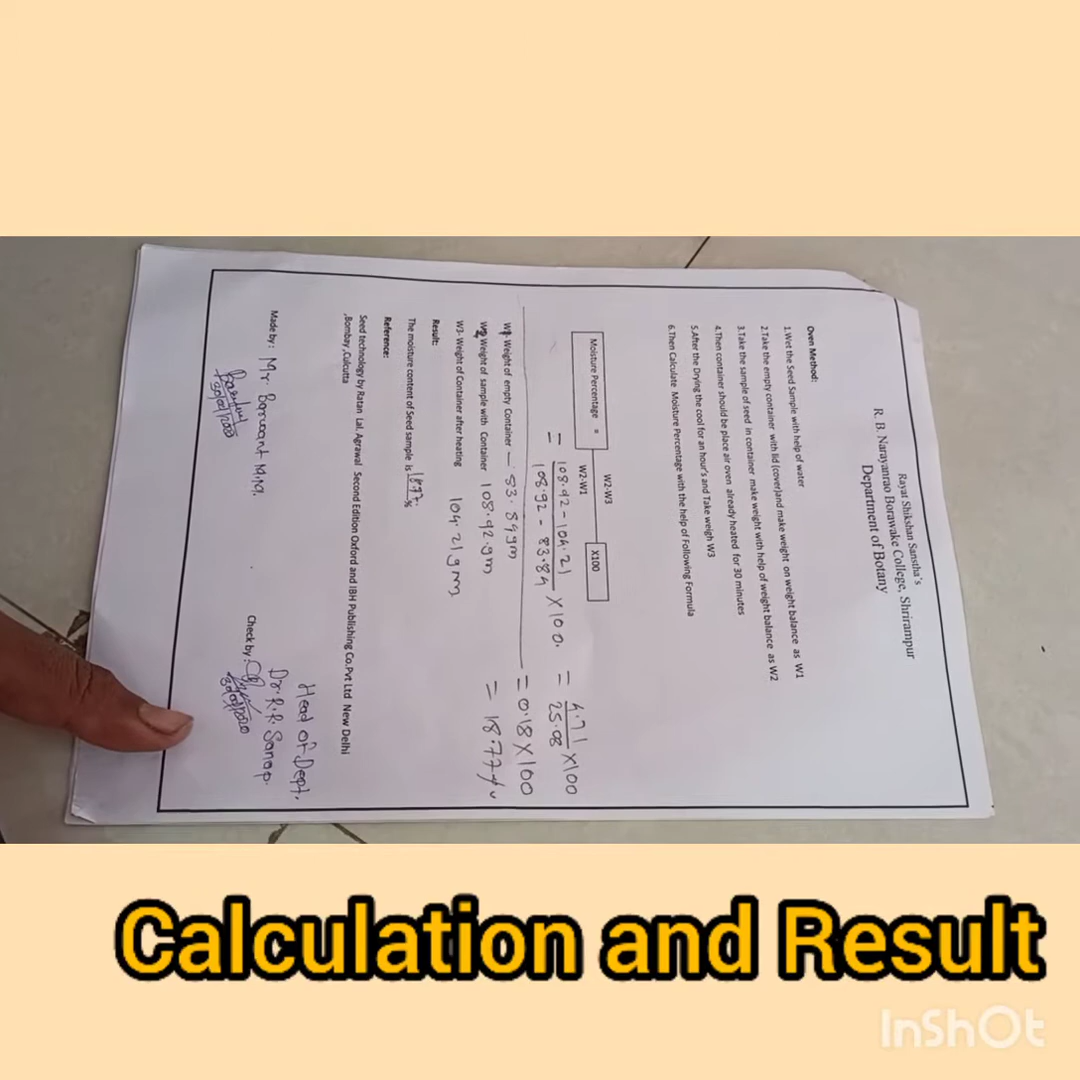 Rayat Shikshan Sanstha's
R. B. Narayanrao Borawake College, Shrirampur
Department of Botany
Oven Method:
1.Wet the Seed Sample with help of water
2.Take the empty container with lid (cover)and make weight on weight balance as W1
3.Take the sample of seed in container make weight with help of weight balance as W2
4.Then container should be place air oven already heated for 30 minutes
5.After the Drying the cool for an hour's and Take weigh W3
6.Then Calculate Moisture Percentage with the help of Following Formula
W2-W3
Moisture Percentage = X100
W2-W1
= 108.92 - 104.21 X 100. = 4.71 X100
108.92 - 83.84 25.08
= 0.18 X 100
= 18.77%
W1- Weight of empty Container - 83.84gm
W2 Weight of sample with Container 108.92.gm
W3- Weight of Container after heating 104.21gm
Result:
The moisture content of Seed sample is 18.77. %
Reference:
Seed technology by Ratan Lal. Agrawal Second Edition Oxford and IBH Publishing Co.Pvt Ltd New Delhi
,Bombay ,Culcutta
Made by: Mr. M.M.
Check by:
Head of Dept.
Dr. R.R. Sanap.
Calculation and Result
InShOt